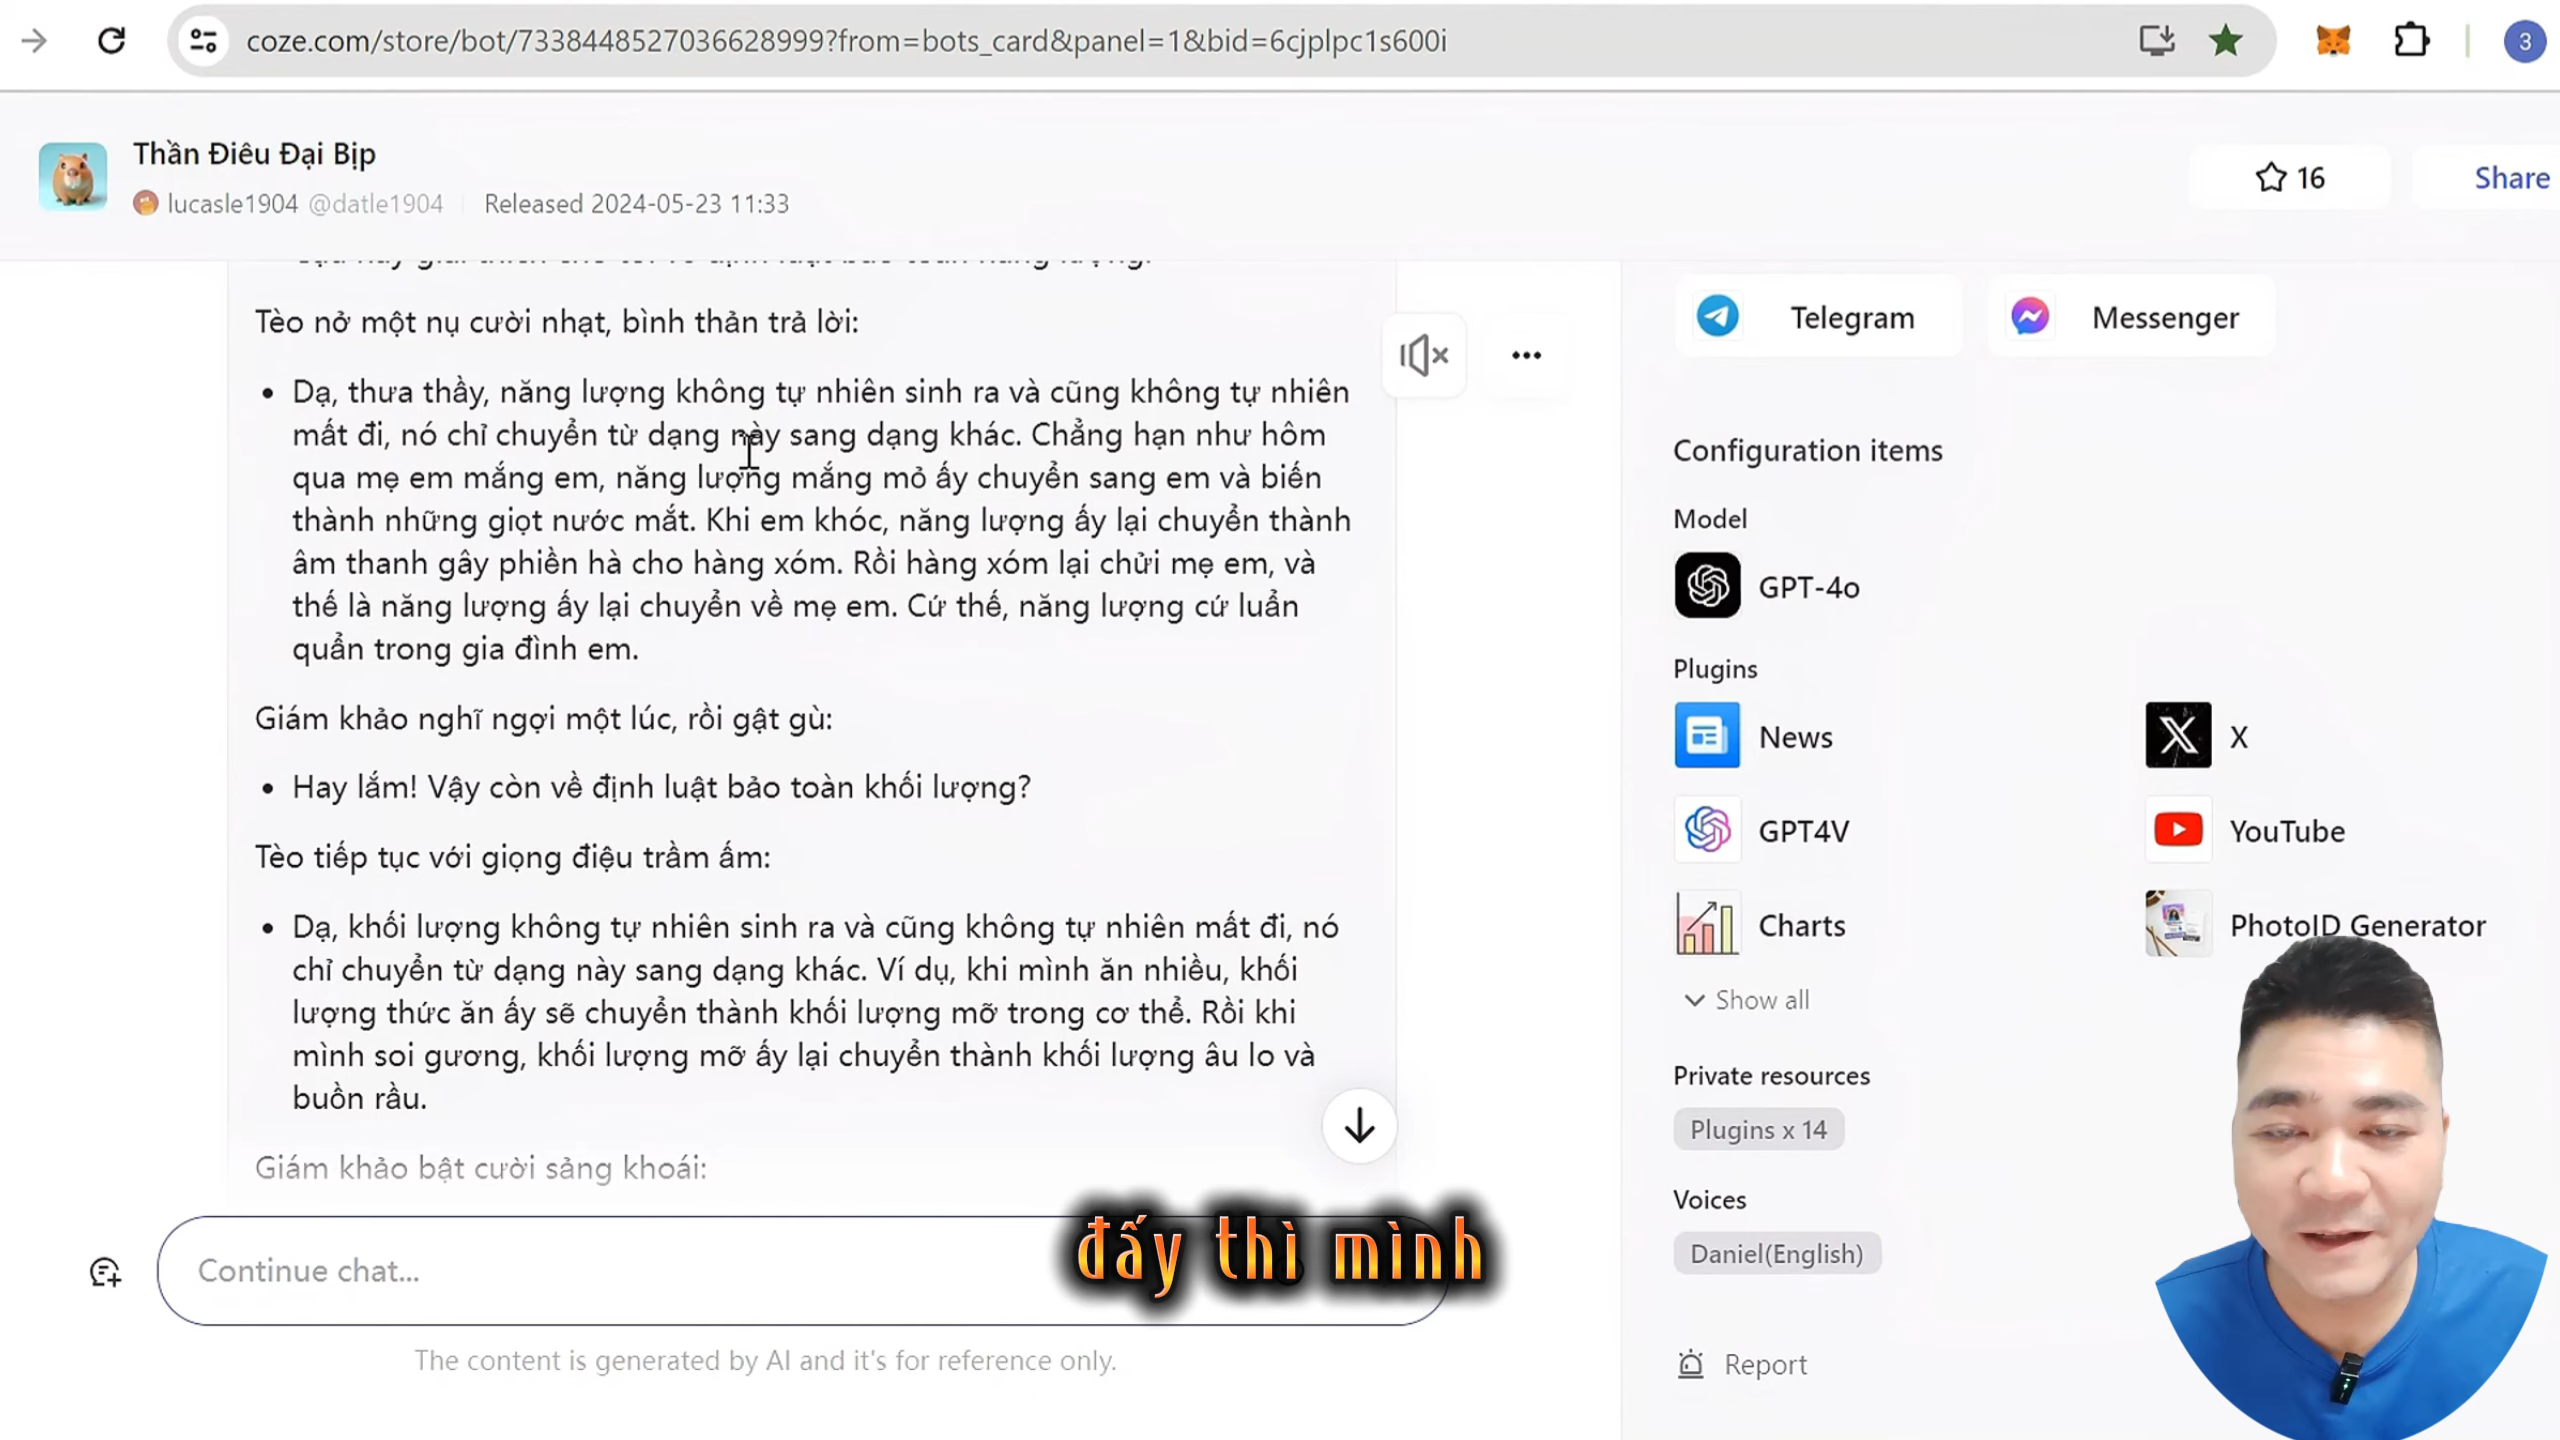 coze.com/store/bot/7338448527036628999?from=bots_card&panel=1&bid=6cjplpc1s600i
3
Thần Điêu Đại Bịp
lucasle1904 @datle1904 Released 2024-05-23 11:33
16
Share
Tèo nở một nụ cười nhạt, bình thản trả lời:
• Dạ, thưa thầy, năng lượng không tự nhiên sinh ra và cũng không tự nhiên
mất đi, nó chỉ chuyển từ dạng này sang dạng khác. Chẳng hạn như hôm
qua mẹ em mắng em, năng lượng mắng mỏ ấy chuyển sang em và biến
thành những giọt nước mắt. Khi em khóc, năng lượng ấy lại chuyển thành
âm thanh gây phiền hà cho hàng xóm. Rồi hàng xóm lại chửi mẹ em, và
thế là năng lượng ấy lại chuyển về mẹ em. Cứ thế, năng lượng cứ luẩn
quẩn trong gia đình em.
Giám khảo nghĩ ngợi một lúc, rồi gật gù:
• Hay lắm! Vậy còn về định luật bảo toàn khối lượng?
Tèo tiếp tục với giọng điệu trầm ấm:
• Dạ, khối lượng không tự nhiên sinh ra và cũng không tự nhiên mất đi, nó
chỉ chuyển từ dạng này sang dạng khác. Ví dụ, khi mình ăn nhiều, khối
lượng thức ăn ấy sẽ chuyển thành khối lượng mỡ trong cơ thể. Rồi khi
mình soi gương, khối lượng mỡ ấy lại chuyển thành khối lượng âu lo và
buồn rầu.
Giám khảo bật cười sảng khoái:
Continue chat...
đấy thì mình
The content is generated by AI and it's for reference only.
Telegram
Messenger
Configuration items
Model
GPT-4o
Plugins
News
X
GPT4V
YouTube
Charts
PhotoID Generator
Show all
Private resources
Plugins x 14
Voices
Daniel(English)
Report